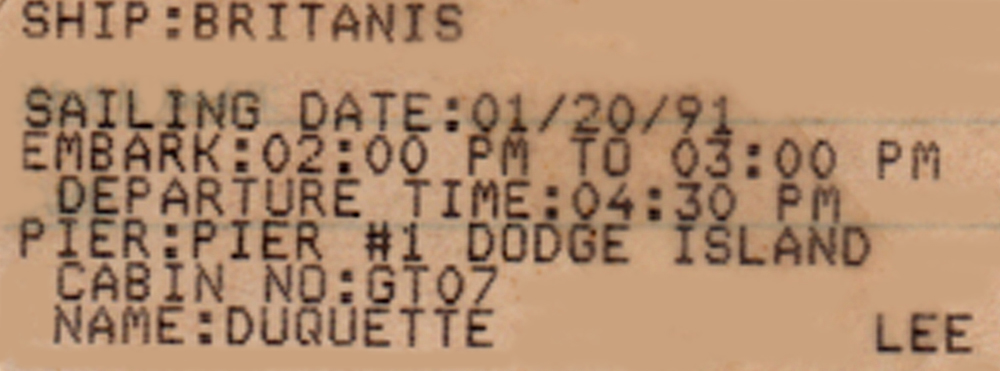 SHIP:BRITANIS
SAILING DATE:01/20/91
EMBARK:02:00 PM TO 03:00 PM
DEPARTURE TIME:04:30 PM
PIER:PIER #1 DODGE ISLAND
CABIN NO:GT07
NAME:DUQUETTE LEE